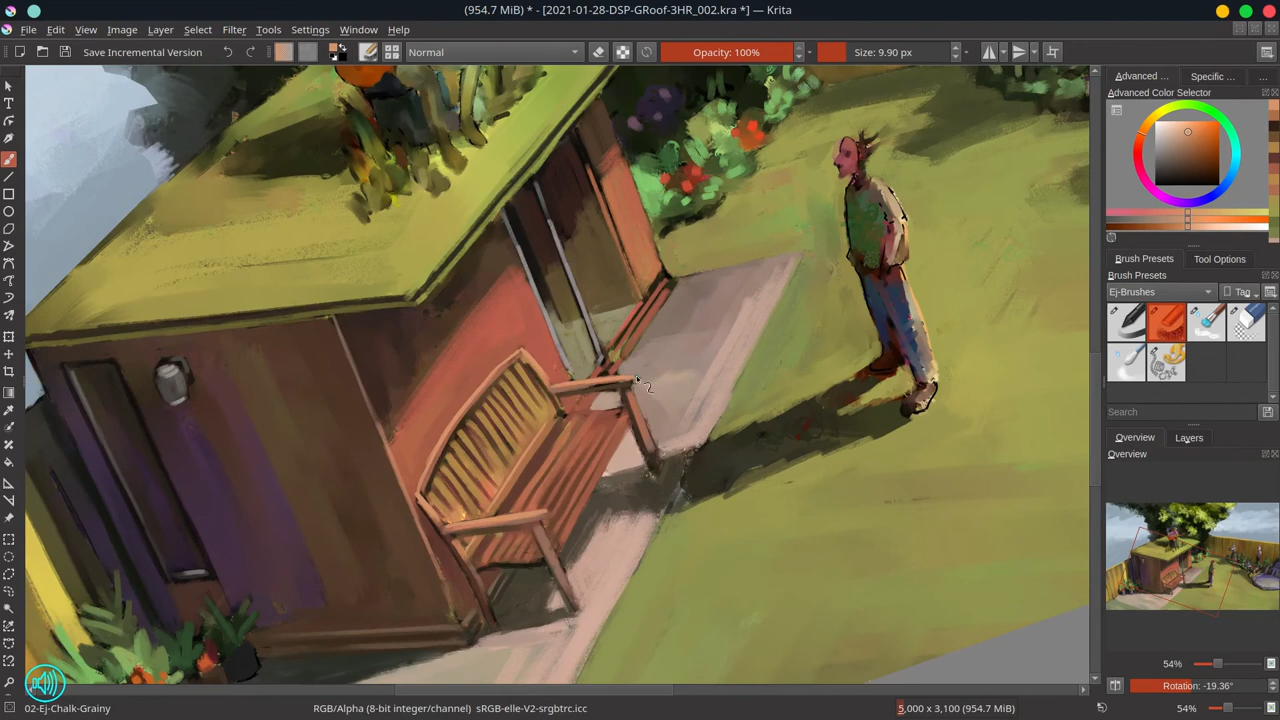 (954.7 MiB) * - [2021-01-28-DSP-GRoof-3HR_002.kra *] — Krita
File Edit View Image Layer Select Filter Tools Settings Window Help
Save Incremental Version Normal Opacity: 100% Size: 9.90 px
Advanced ... Specific ... ...
Advanced Color Selector
Brush Presets Tool Options
Brush Presets
Ej-Brushes Tag
Search
Overview Layers
Overview
54%
Rotation: -19.36°
02-Ej-Chalk-Grainy RGB/Alpha (8-bit integer/channel) sRGB-elle-V2-srgbtrc.icc 5,000 x 3,100 (954.7 MiB) 54%